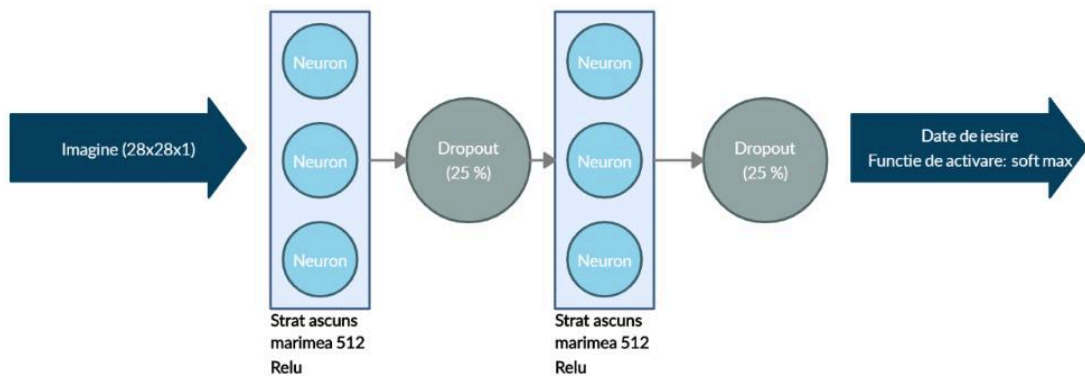 Imagine (28x28x1)
Neuron
Neuron
Neuron
Strat ascuns
marimea 512
Relu
Dropout
(25 %)
Neuron
Neuron
Neuron
Strat ascuns
marimea 512
Relu
Dropout
(25 %)
Date de iesire
Functie de activare: soft max